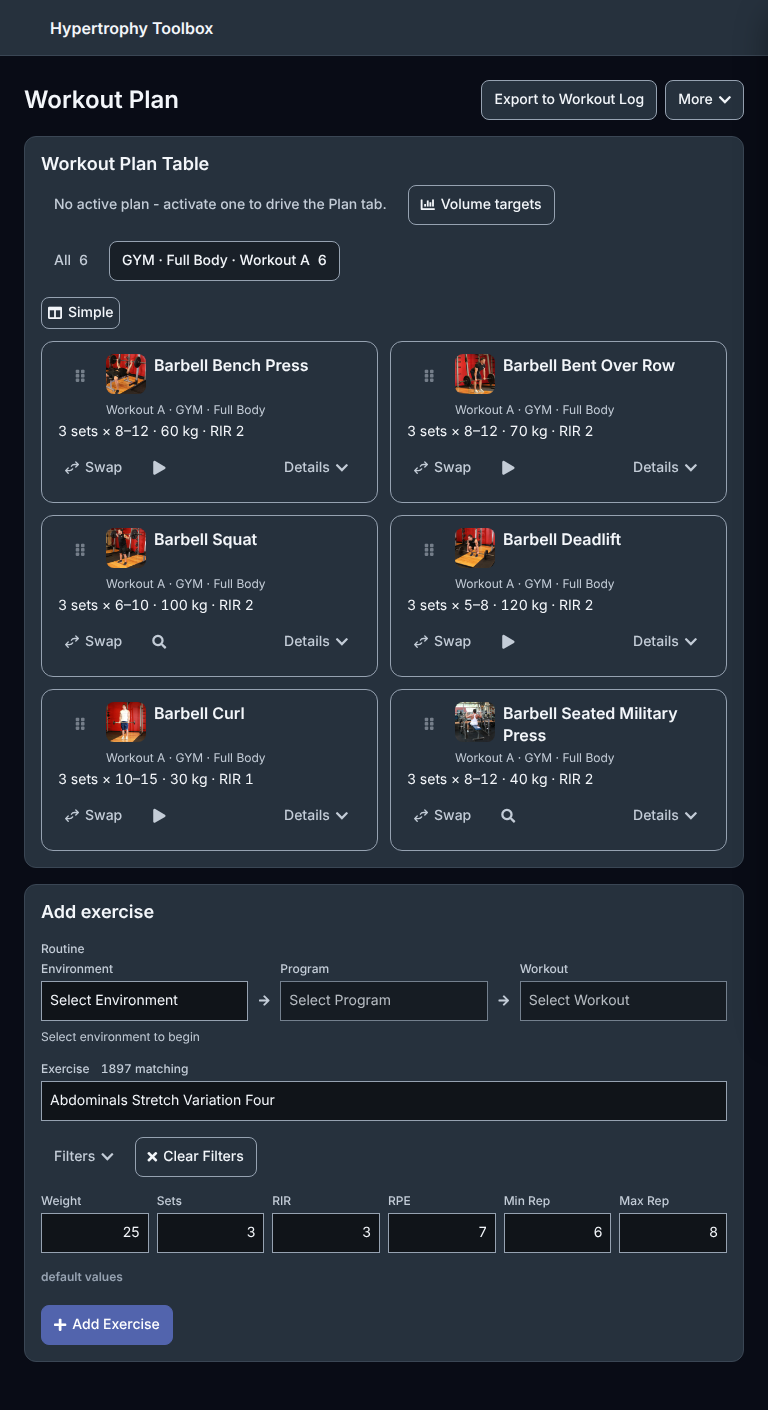 Hypertrophy Toolbox
Workout Plan
Export to Workout Log
More
Workout Plan Table
No active plan - activate one to drive the Plan tab.
Volume targets
All 6
GYM · Full Body · Workout A 6
Simple
Barbell Bench Press
Workout A · GYM · Full Body
3 sets × 8–12 · 60 kg · RIR 2
Swap
Details
Barbell Bent Over Row
Workout A · GYM · Full Body
3 sets × 8–12 · 70 kg · RIR 2
Swap
Details
Barbell Squat
Workout A · GYM · Full Body
3 sets × 6–10 · 100 kg · RIR 2
Swap
Details
Barbell Deadlift
Workout A · GYM · Full Body
3 sets × 5–8 · 120 kg · RIR 2
Swap
Details
Barbell Curl
Workout A · GYM · Full Body
3 sets × 10–15 · 30 kg · RIR 1
Swap
Details
Barbell Seated Military
Press
Workout A · GYM · Full Body
3 sets × 8–12 · 40 kg · RIR 2
Swap
Details
Add exercise
Routine
Environment
Select Environment
Program
Select Program
Workout
Select Workout
Select environment to begin
Exercise 1897 matching
Abdominals Stretch Variation Four
Filters
Clear Filters
Weight
25
Sets
3
RIR
3
RPE
7
Min Rep
6
Max Rep
8
default values
Add Exercise